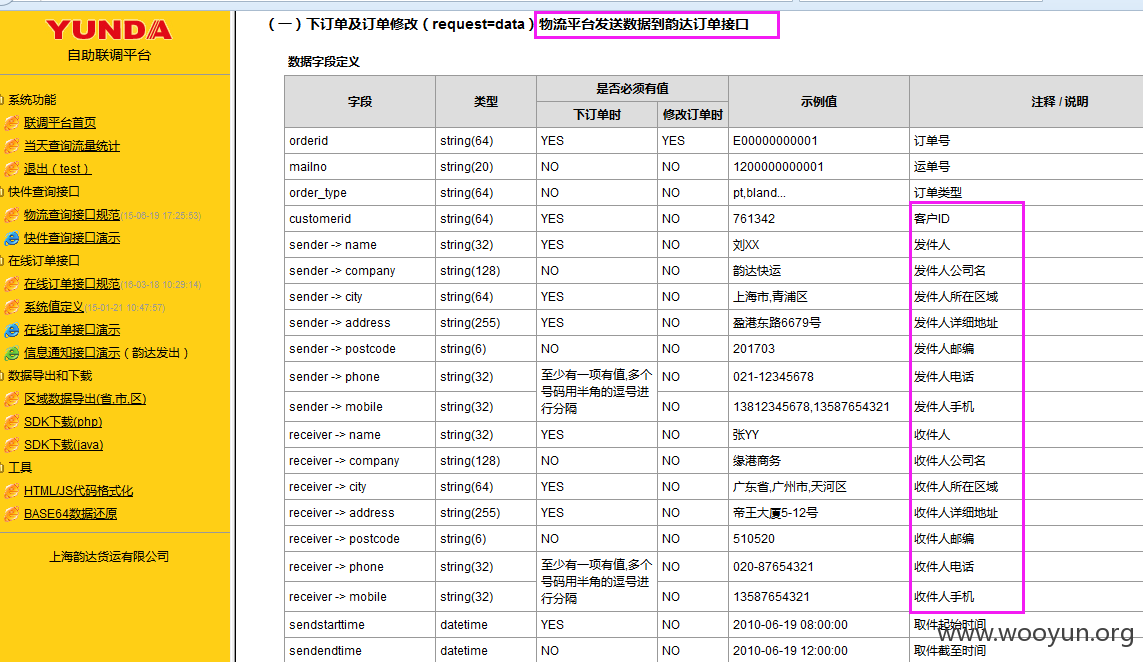 YUNDA
自助联调平台
系统功能
联调平台首页
当天查询流量统计
退出（test）
快件查询接口
物流查询接口规范(15-06-19 17:25:53)
快件查询接口演示
在线订单接口
在线订单接口规范(16-03-18 10:29:14)
系统值定义(15-01-21 10:47:57)
在线订单接口演示
信息通知接口演示（韵达发出）
数据导出和下载
区域数据导出(省,市,区)
SDK下载(php)
SDK下载(java)
工具
HTML/JS代码格式化
BASE64数据还原
上海韵达货运有限公司
（一）下订单及订单修改（request=data）物流平台发送数据到韵达订单接口
数据字段定义
字段 类型 是否必须有值 示例值 注释 / 说明
下订单时 修改订单时
orderid string(64) YES YES E00000000001 订单号
mailno string(20) NO NO 1200000000001 运单号
order_type string(64) NO NO pt,bland... 订单类型
customerid string(64) YES NO 761342 客户ID
sender -> name string(32) YES NO 刘XX 发件人
sender -> company string(128) NO NO 韵达快运 发件人公司名
sender -> city string(64) YES NO 上海市,青浦区 发件人所在区域
sender -> address string(255) YES NO 盈港东路6679号 发件人详细地址
sender -> postcode string(6) NO NO 201703 发件人邮编
sender -> phone string(32) 至少有一项有值,多个号码用半角的逗号进行分隔 NO 021-12345678 发件人电话
sender -> mobile string(32) NO 13812345678,13587654321 发件人手机
receiver -> name string(32) YES NO 张YY 收件人
receiver -> company string(128) NO NO 缘港商务 收件人公司名
receiver -> city string(64) YES NO 广东省,广州市,天河区 收件人所在区域
receiver -> address string(255) YES NO 帝王大厦5-12号 收件人详细地址
receiver -> postcode string(6) NO NO 510520 收件人邮编
receiver -> phone string(32) 至少有一项有值,多个号码用半角的逗号进行分隔 NO 020-87654321 收件人电话
receiver -> mobile string(32) NO 13587654321 收件人手机
sendstarttime datetime YES NO 2010-06-19 08:00:00 取件起始时间
sendendtime datetime NO NO 2010-06-19 12:00:00 取件截至时间
www.wooyun.org